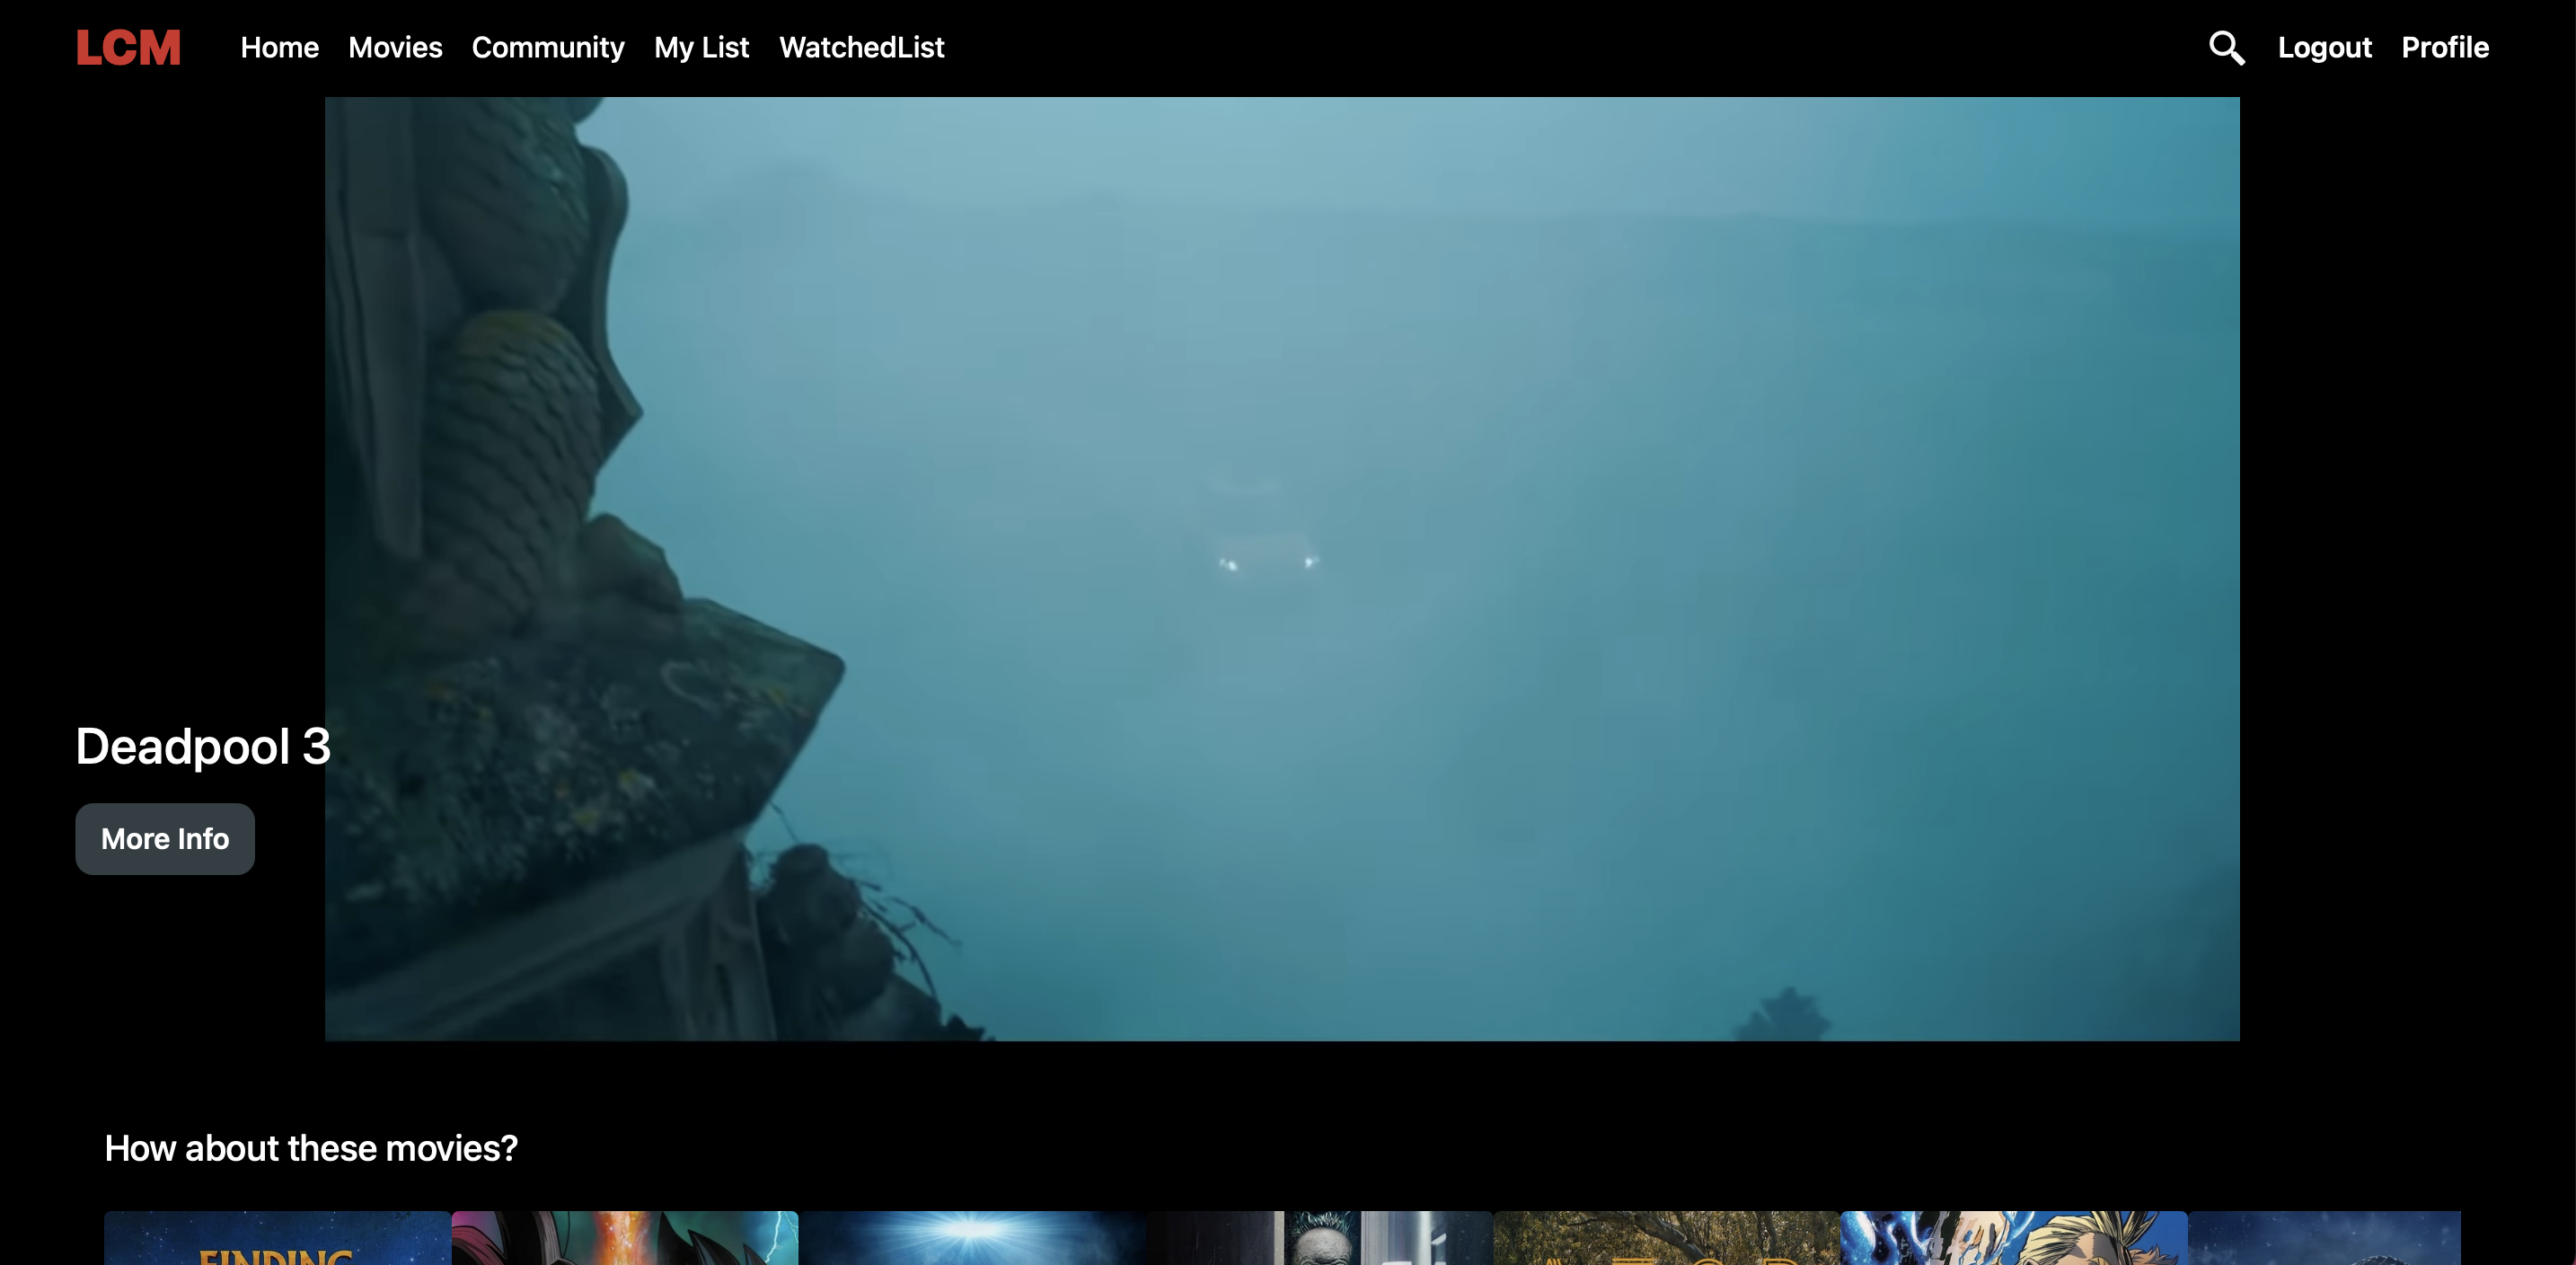 LCM Home Movies Community My List WatchedList Logout Profile
Deadpool 3
More Info
How about these movies?
FINDING